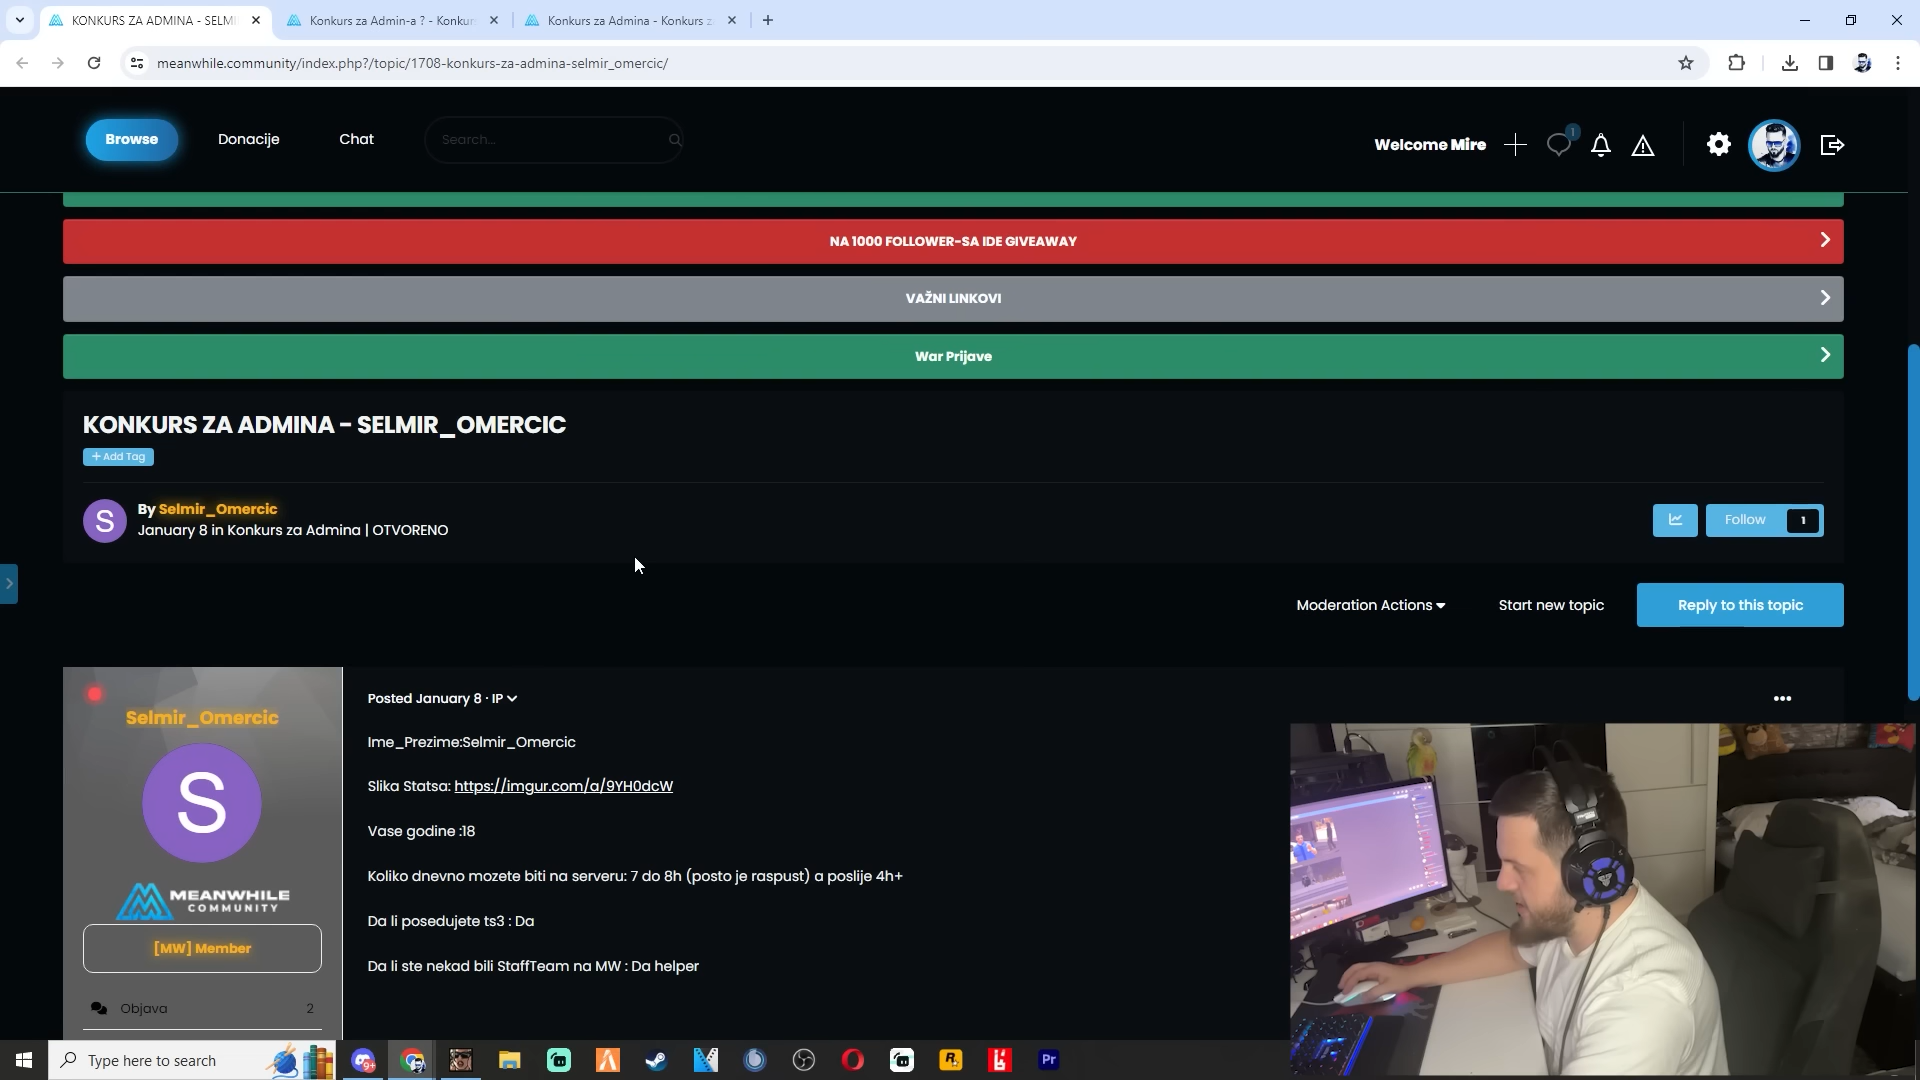 KONKURS ZA ADMINA - SELMI
Konkurs za Admin-a ? - Konkur
Konkurs za Admina - Konkurs z
meanwhile.community/index.php?/topic/1708-konkurs-za-admina-selmir_omercic/
Browse
Donacije
Chat
Search...
Welcome Mire
1
NA 1000 FOLLOWER-SA IDE GIVEAWAY
VAŽNI LINKOVI
War Prijave
KONKURS ZA ADMINA - SELMIR_OMERCIC
+ Add Tag
S
By Selmir_Omercic
January 8 in Konkurs za Admina | OTVORENO
Follow 1
Moderation Actions
Start new topic
Reply to this topic
Selmir_Omercic
S
MEANWHILE
COMMUNITY
[MW] Member
Objava 2
Posted January 8 · IP
Ime_Prezime:Selmir_Omercic
Slika Statsa: https://imgur.com/a/9YH0dcW
Vase godine :18
Koliko dnevno mozete biti na serveru: 7 do 8h (posto je raspust) a poslije 4h+
Da li posedujete ts3 : Da
Da li ste nekad bili StaffTeam na MW : Da helper
Type here to search
9+
R
Pr